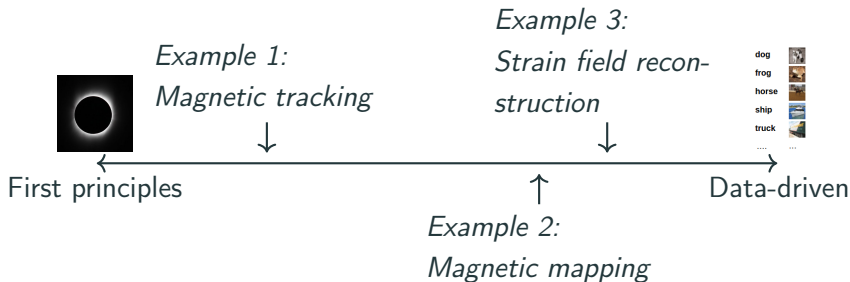 Example 1:
Magnetic tracking
Example 3:
Strain field recon-
struction
dog
frog
horse
ship
truck
....
...
First principles
Data-driven
Example 2:
Magnetic mapping